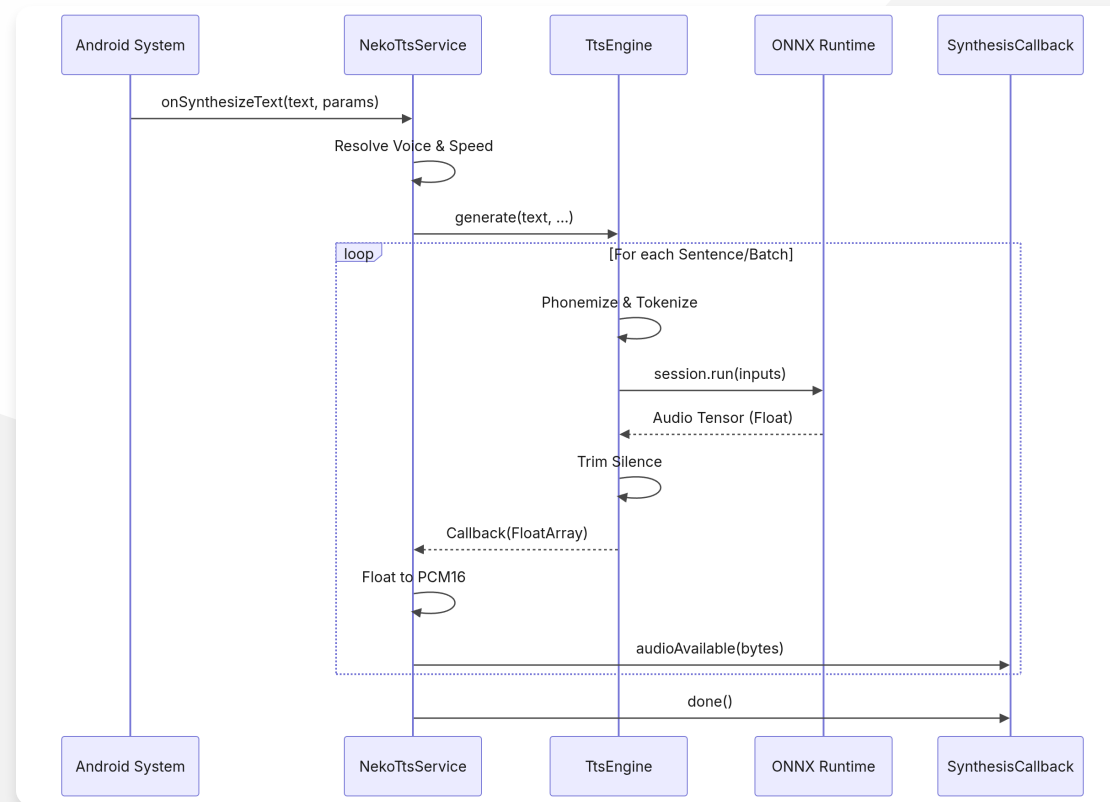 Android System
NekoTtsService
TtsEngine
ONNX Runtime
SynthesisCallback
onSynthesizeText(text, params)
Resolve Voice & Speed
generate(text, ...)
loop
[For each Sentence/Batch]
Phonemize & Tokenize
session.run(inputs)
Audio Tensor (Float)
Trim Silence
Callback(FloatArray)
Float to PCM16
audioAvailable(bytes)
done()
Android System
NekoTtsService
TtsEngine
ONNX Runtime
SynthesisCallback